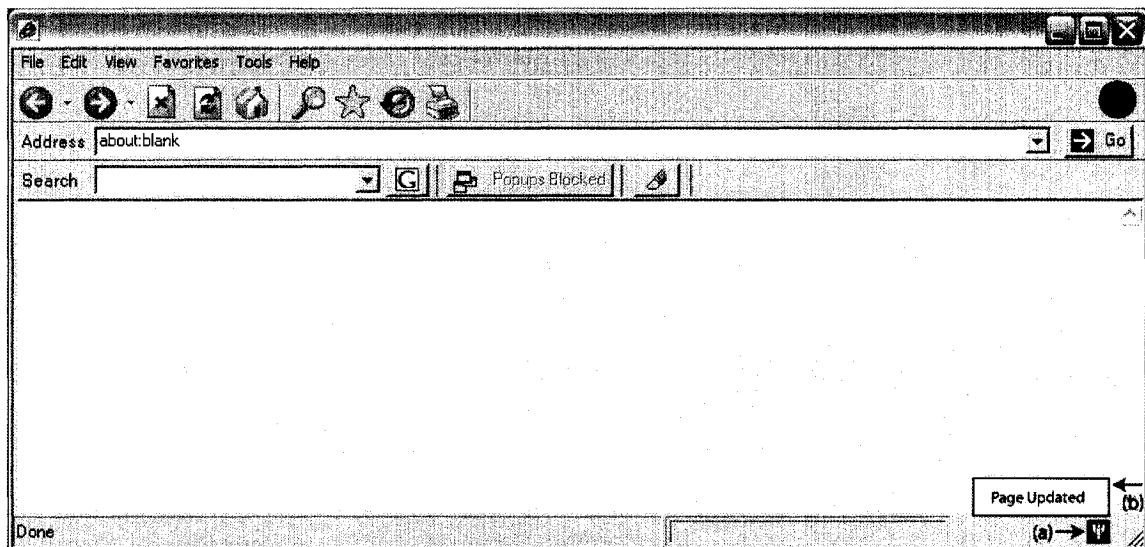 File Edit View Favorites Tools Help
Address about:blank Go
Search G Popups Blocked
Page Updated
(b)
Done (a)